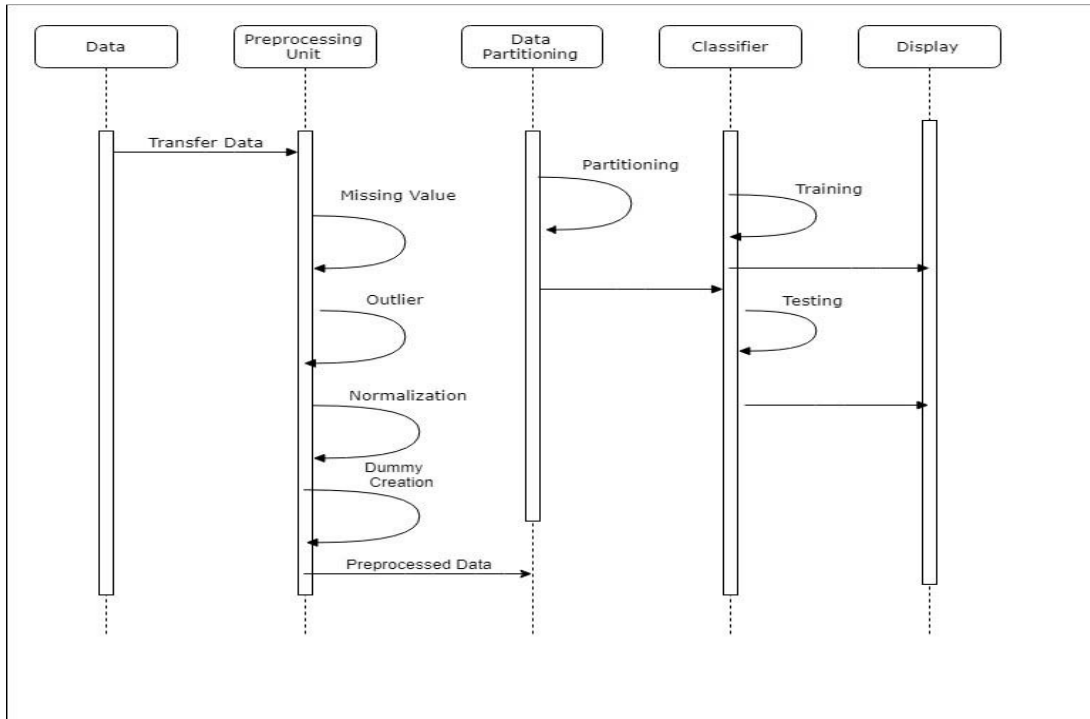 Data
Preprocessing
Unit
Data
Partitioning
Classifier
Display
Transfer Data
Partitioning
Training
Missing Value
Outlier
Testing
Normalization
Dummy
Creation
Preprocessed Data